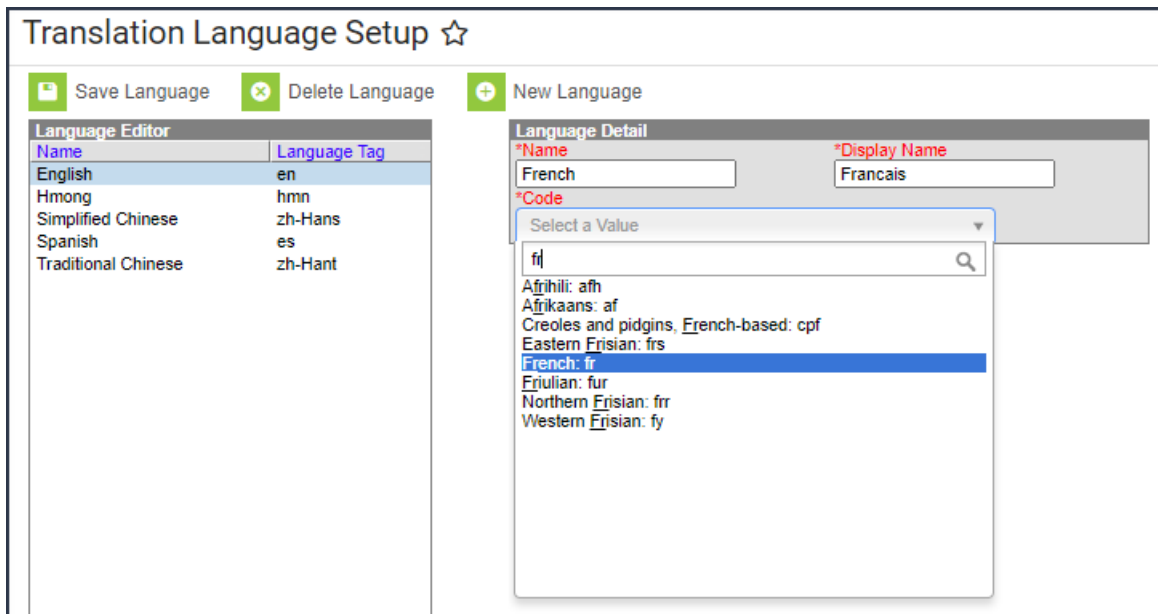 Translation Language Setup
Save Language Delete Language New Language
Language Editor
Name Language Tag
English en
Hmong hmn
Simplified Chinese zh-Hans
Spanish es
Traditional Chinese zh-Hant
Language Detail
*Name *Display Name
French Francais
*Code
Select a Value
fr
Afrihili: afh
Afrikaans: af
Creoles and pidgins, French-based: cpf
Eastern Frisian: frs
French: fr
Friulian: fur
Northern Frisian: frr
Western Frisian: fy